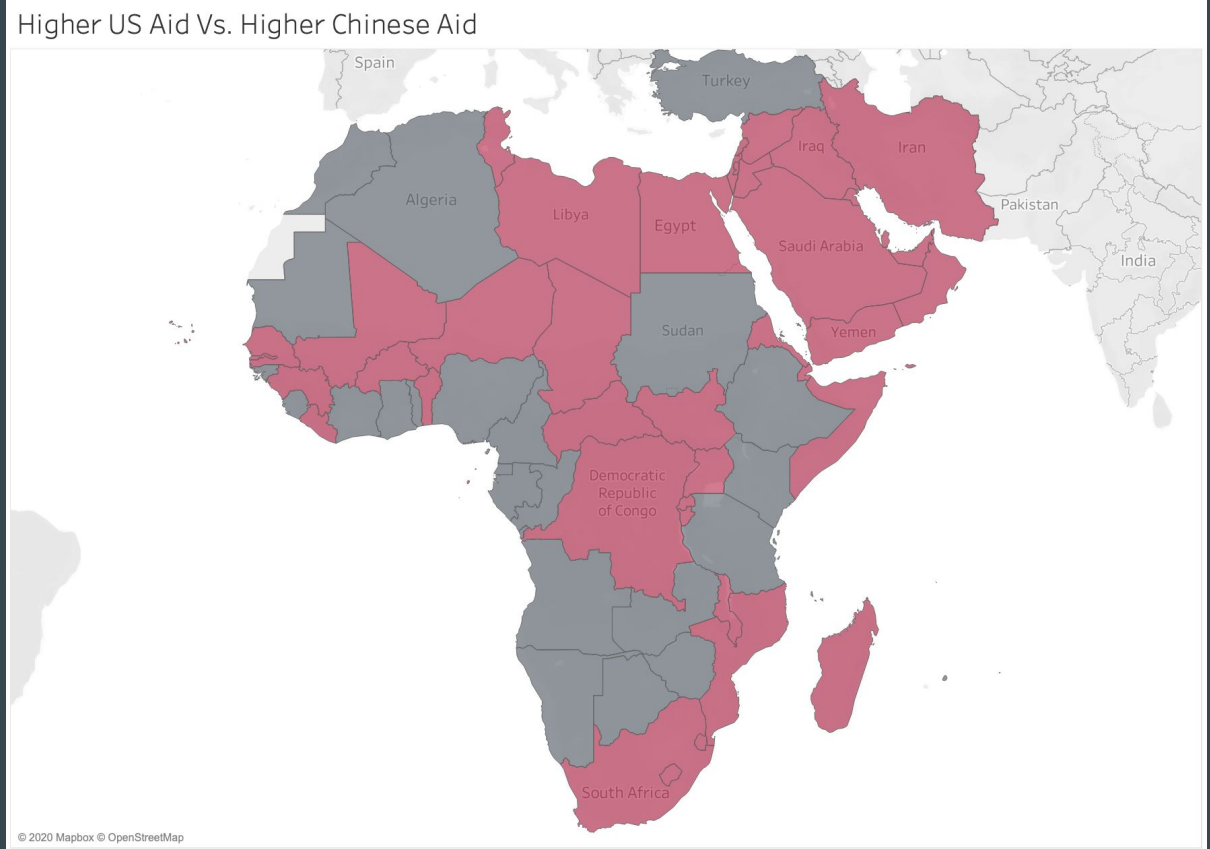 Higher US Aid Vs. Higher Chinese Aid
Spain
Turkey
Iraq
Iran
Algeria
Libya
Egypt
Pakistan
Saudi Arabia
India
Sudan
Yemen
Democratic
Republic
of Congo
South Africa
© 2020 Mapbox © OpenStreetMap